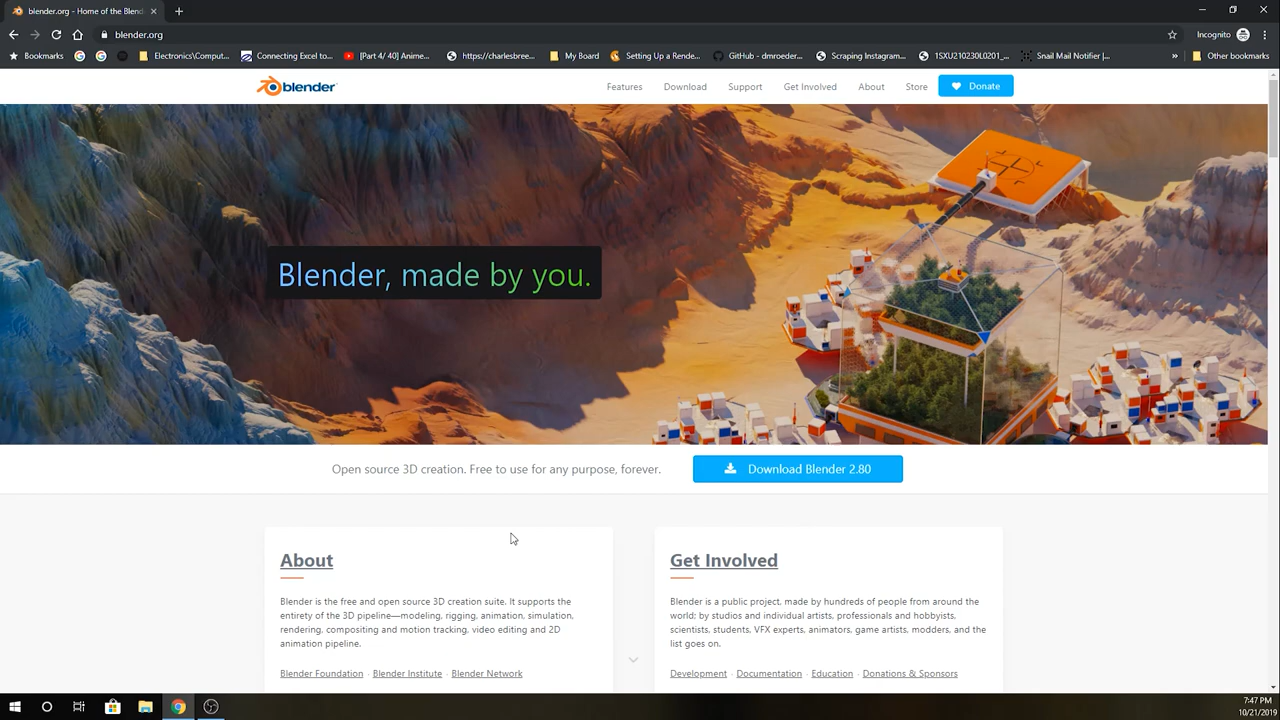 blender.org - Home of the Blend
blender.org
Incognito
Bookmarks
Electronics\Comput...
Connecting Excel to...
[Part 4/ 40] Anime...
https://charlesbree...
My Board
Setting Up a Rende...
GitHub - dmroeder...
Scraping Instagram...
1SXU210230L0201_...
Snail Mail Notifier |...
»
Other bookmarks
blender
Features
Download
Support
Get Involved
About
Store
Donate
Blender, made by you.
Open source 3D creation. Free to use for any purpose, forever.
Download Blender 2.80
About
Blender is the free and open source 3D creation suite. It supports the
entirety of the 3D pipeline—modeling, rigging, animation, simulation,
rendering, compositing and motion tracking, video editing and 2D
animation pipeline.
Blender Foundation · Blender Institute · Blender Network
Get Involved
Blender is a public project, made by hundreds of people from around the
world; by studios and individual artists, professionals and hobbyists,
scientists, students, VFX experts, animators, game artists, modders, and the
list goes on.
Development · Documentation · Education · Donations & Sponsors
7:47 PM
10/21/2019